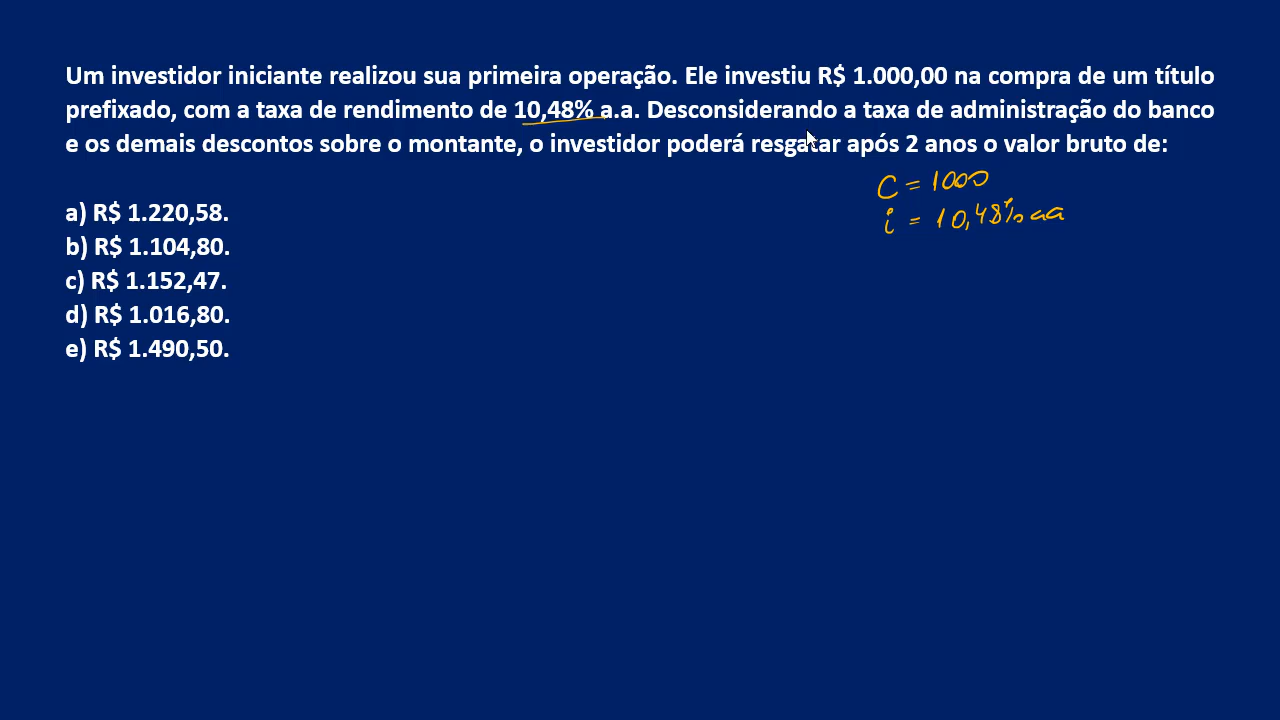 Um investidor iniciante realizou sua primeira operação. Ele investiu R$ 1.000,00 na compra de um título
prefixado, com a taxa de rendimento de 10,48% a.a. Desconsiderando a taxa de administração do banco
e os demais descontos sobre o montante, o investidor poderá resgatar após 2 anos o valor bruto de:
C = 1000
i = 10,48% aa
a) R$ 1.220,58.
b) R$ 1.104,80.
c) R$ 1.152,47.
d) R$ 1.016,80.
e) R$ 1.490,50.